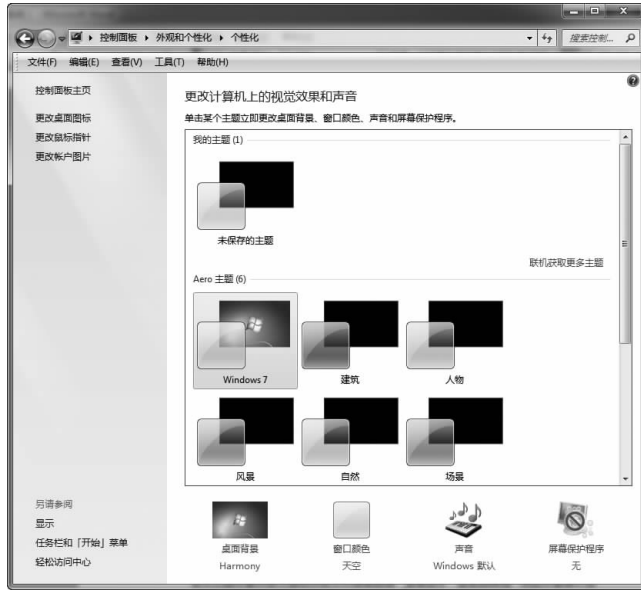 控制面板 ▸ 外观和个性化 ▸ 个性化
搜索控制...
文件(F) 编辑(E) 查看(V) 工具(T) 帮助(H)
控制面板主页
更改桌面图标
更改鼠标指针
更改帐户图片
更改计算机上的视觉效果和声音
单击某个主题立即更改桌面背景、窗口颜色、声音和屏幕保护程序。
我的主题 (1)
未保存的主题
联机获取更多主题
Aero 主题 (6)
Windows 7 建筑 人物
风景 自然 场景
另请参阅
显示
任务栏和「开始」菜单
轻松访问中心
桌面背景 窗口颜色 声音 屏幕保护程序
Harmony 天空 Windows 默认 无